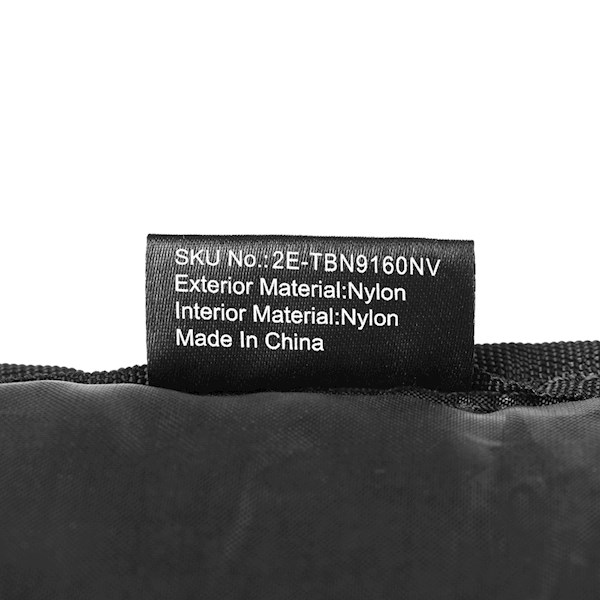 SKU No.:2E-TBN9160NV
Exterior Material:Nylon
Interior Material:Nylon
Made In China